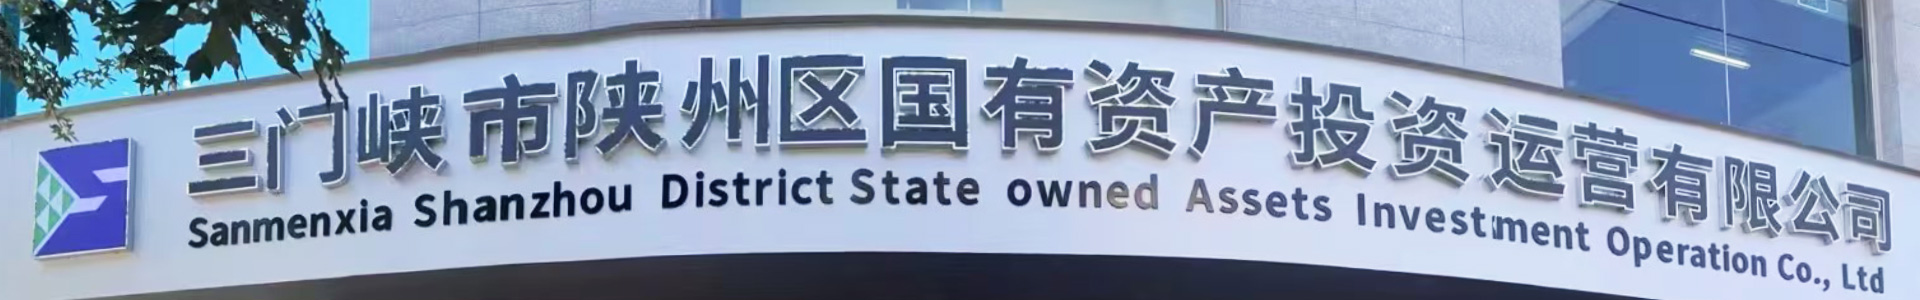 三门峡市陕州区国有资产投资运营有限公司
Sanmenxia Shanzhou District State owned Assets Investment Operation Co., Ltd